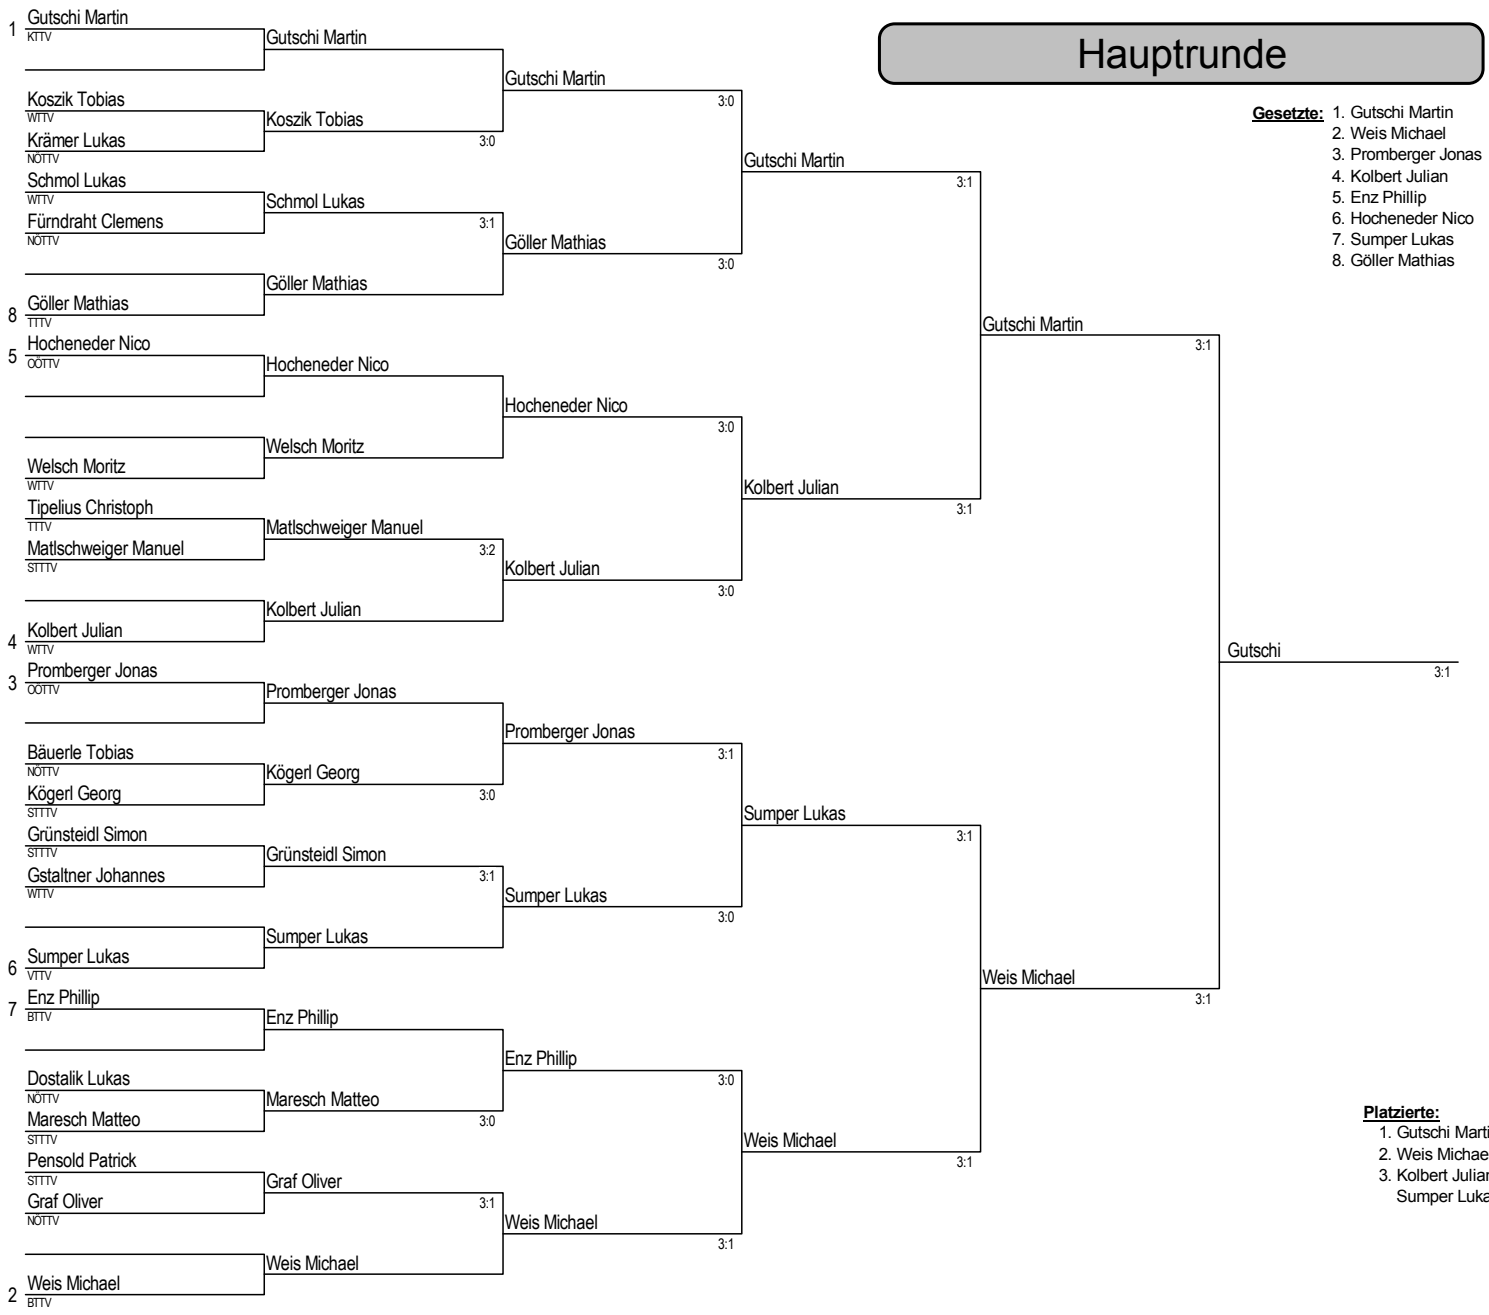 Hauptrunde
Gesetzte: 1. Gutschi Martin
2. Weis Michael
3. Promberger Jonas
4. Kolbert Julian
5. Enz Phillip
6. Hocheneder Nico
7. Sumper Lukas
8. Göller Mathias
1 Gutschi Martin
KTTV
Koszik Tobias
WTTV
Krämer Lukas
NÖTTV
Schmol Lukas
WTTV
Fürndraht Clemens
NÖTTV
Göller Mathias
8 TTTV
Hocheneder Nico
5 OÖTTV
Welsch Moritz
WTTV
Tipelius Christoph
TTTV
Matlschweiger Manuel
STTTV
Kolbert Julian
4 WTTV
Promberger Jonas
3 OÖTTV
Bäuerle Tobias
NÖTTV
Kögerl Georg
STTTV
Grünsteidl Simon
STTTV
Gstaltner Johannes
WTTV
Sumper Lukas
6 VTTV
Enz Phillip
7 BTTV
Dostalik Lukas
NÖTTV
Maresch Matteo
STTTV
Pensold Patrick
STTTV
Graf Oliver
NÖTTV
Weis Michael
2 BTTV
Gutschi Martin
Koszik Tobias
3:0
Schmol Lukas
3:1
Göller Mathias
Hocheneder Nico
Welsch Moritz
Matlschweiger Manuel
3:2
Kolbert Julian
Promberger Jonas
Kögerl Georg
3:0
Grünsteidl Simon
3:1
Sumper Lukas
Enz Phillip
Maresch Matteo
3:0
Graf Oliver
3:1
Weis Michael
Gutschi Martin
3:0
Göller Mathias
3:0
Hocheneder Nico
3:0
Kolbert Julian
3:0
Promberger Jonas
3:1
Sumper Lukas
3:0
Enz Phillip
3:0
Weis Michael
3:1
Gutschi Martin
3:1
Kolbert Julian
3:1
Sumper Lukas
3:1
Weis Michael
3:1
Gutschi Martin
3:1
Weis Michael
3:1
Gutschi
3:1
Platzierte:
1. Gutschi Marti
2. Weis Michae
3. Kolbert Julian
Sumper Luka